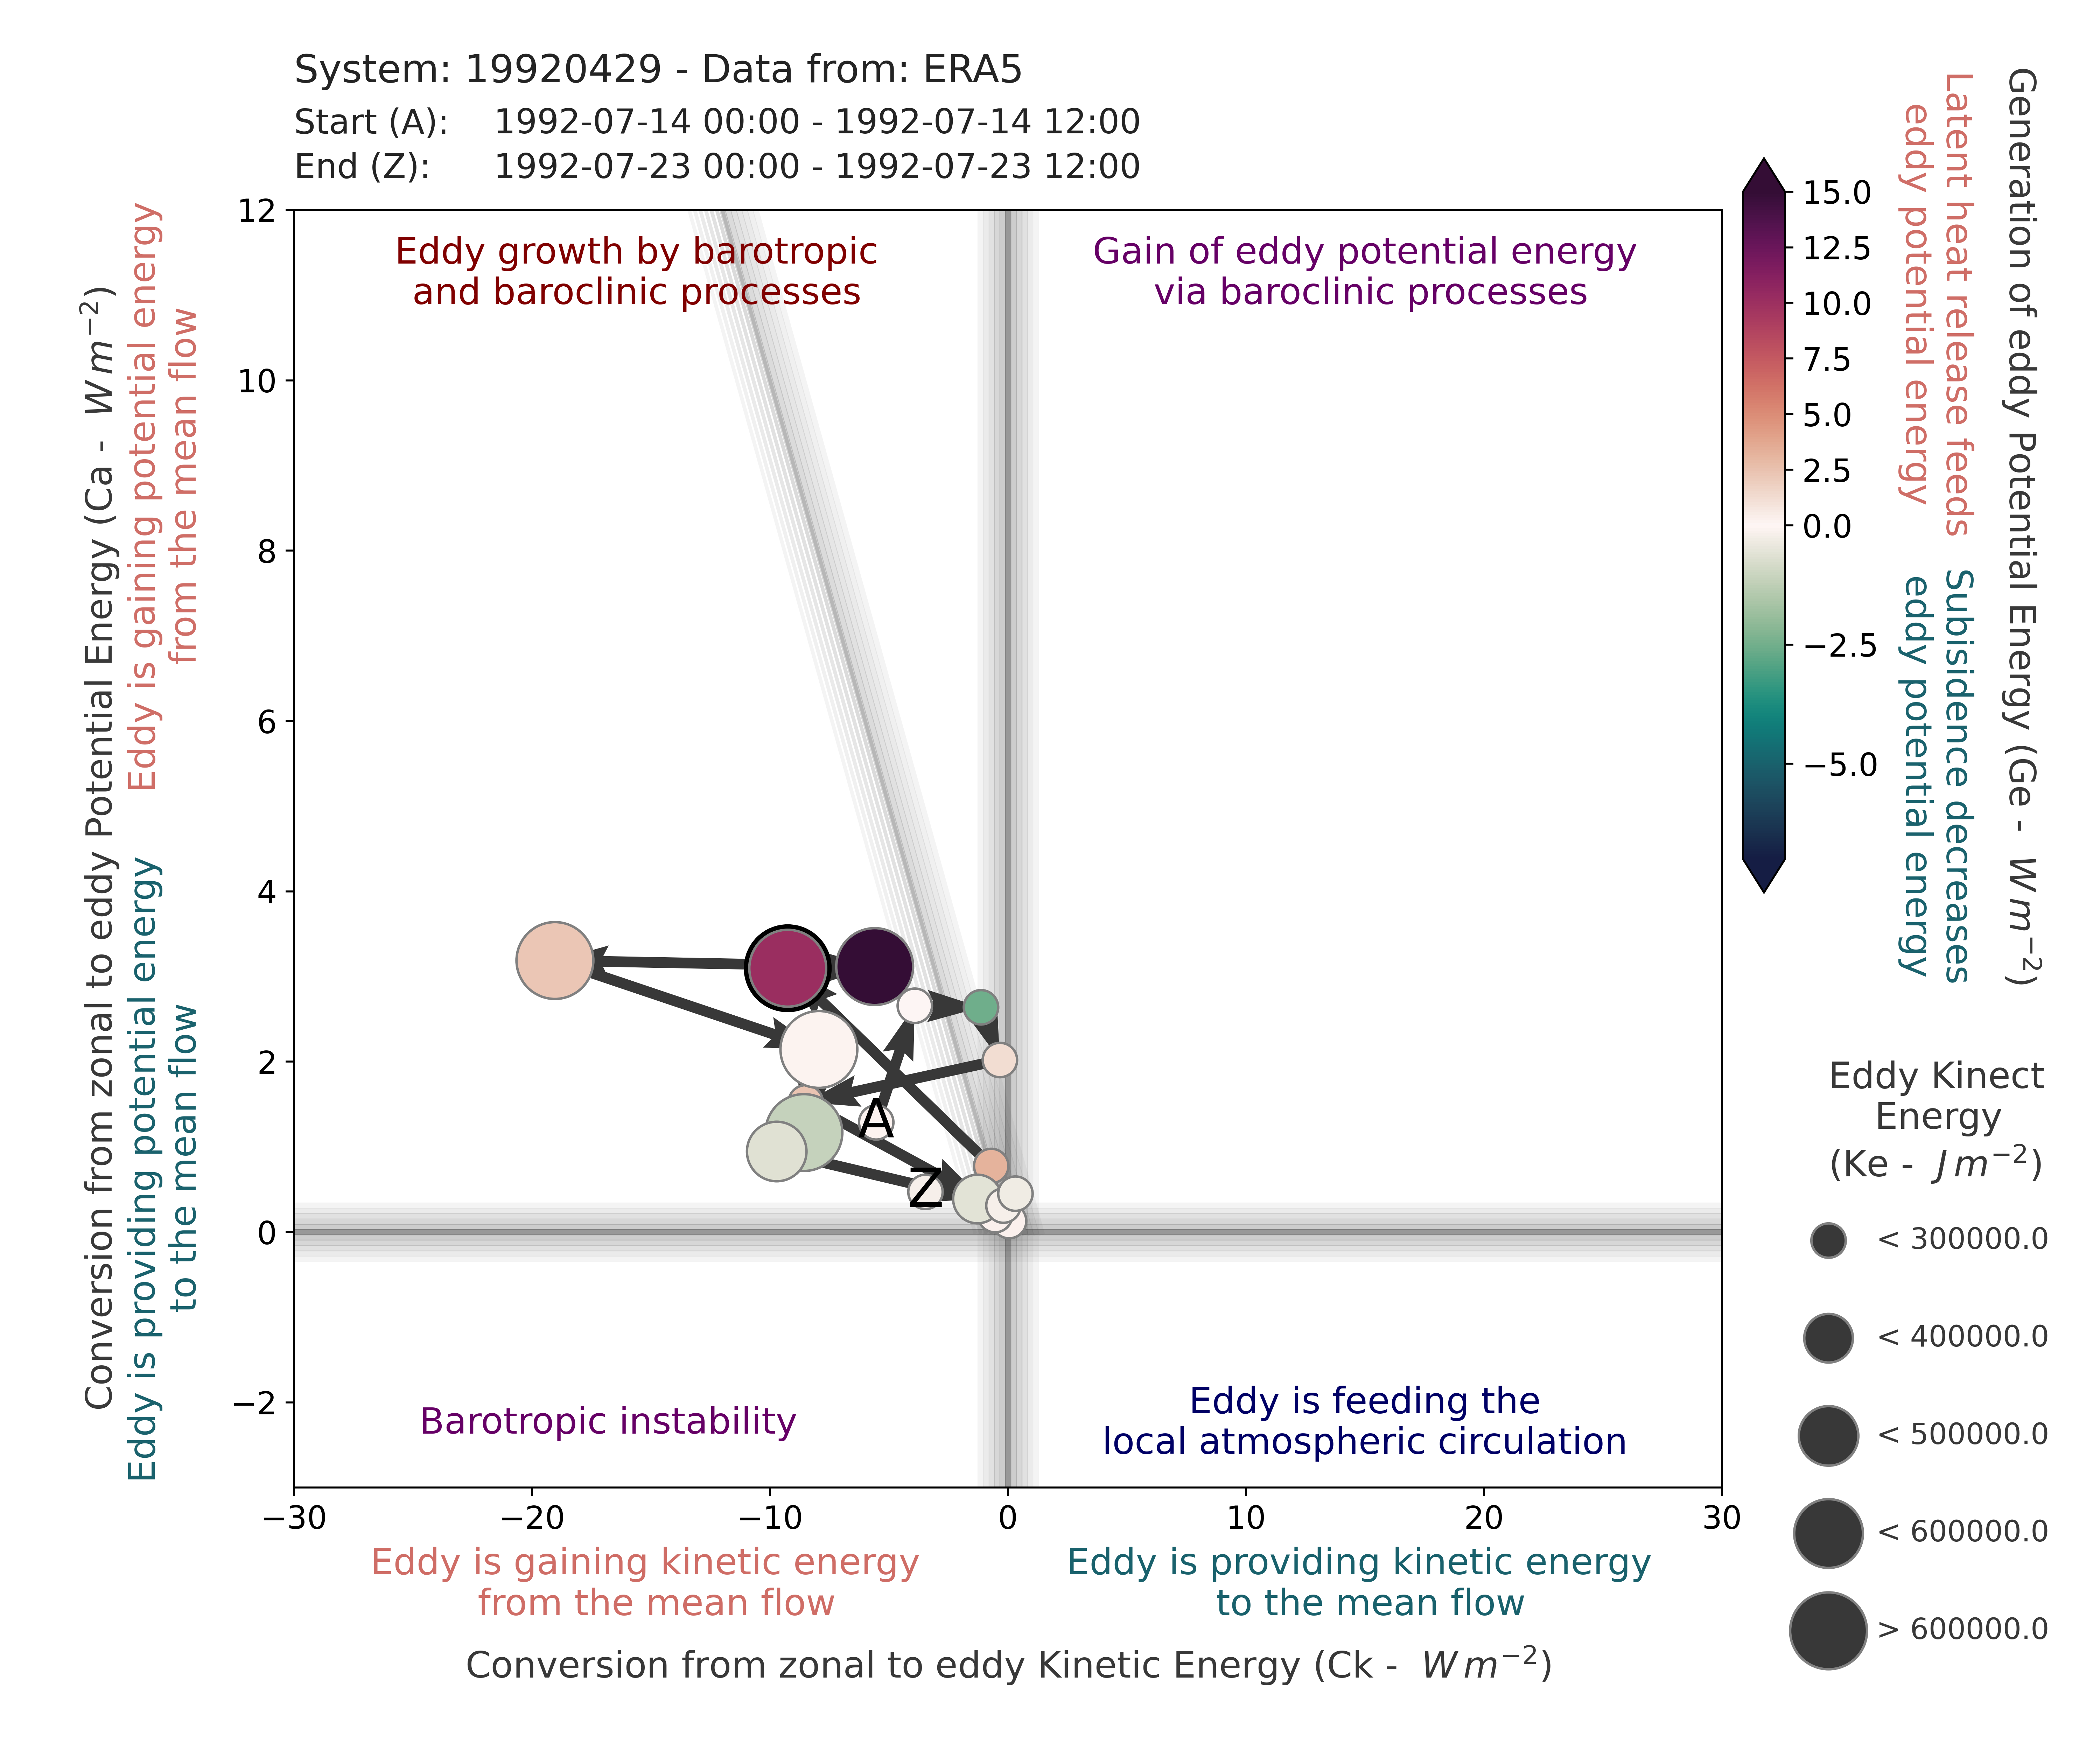 System: 19920429 - Data from: ERA5
Start (A): 1992-07-14 00:00 - 1992-07-14 12:00
End (Z): 1992-07-23 00:00 - 1992-07-23 12:00
Conversion from zonal to eddy Potential Energy (Ca - W m⁻²)
Eddy is gaining potential energy
from the mean flow
Eddy is providing potential energy
to the mean flow
12
10
8
6
4
2
0
−2
Eddy growth by barotropic
and baroclinic processes
Gain of eddy potential energy
via baroclinic processes
A
Z
Barotropic instability
Eddy is feeding the
local atmospheric circulation
−30
−20
−10
0
10
20
30
Eddy is gaining kinetic energy
from the mean flow
Eddy is providing kinetic energy
to the mean flow
Conversion from zonal to eddy Kinetic Energy (Ck - W m⁻²)
15.0
12.5
10.0
7.5
5.0
2.5
0.0
−2.5
−5.0
Latent heat release feeds
eddy potential energy
Subisidence decreases
eddy potential energy
Generation of eddy Potential Energy (Ge - W m⁻²)
Eddy Kinect
Energy
(Ke - J m⁻²)
< 300000.0
< 400000.0
< 500000.0
< 600000.0
> 600000.0